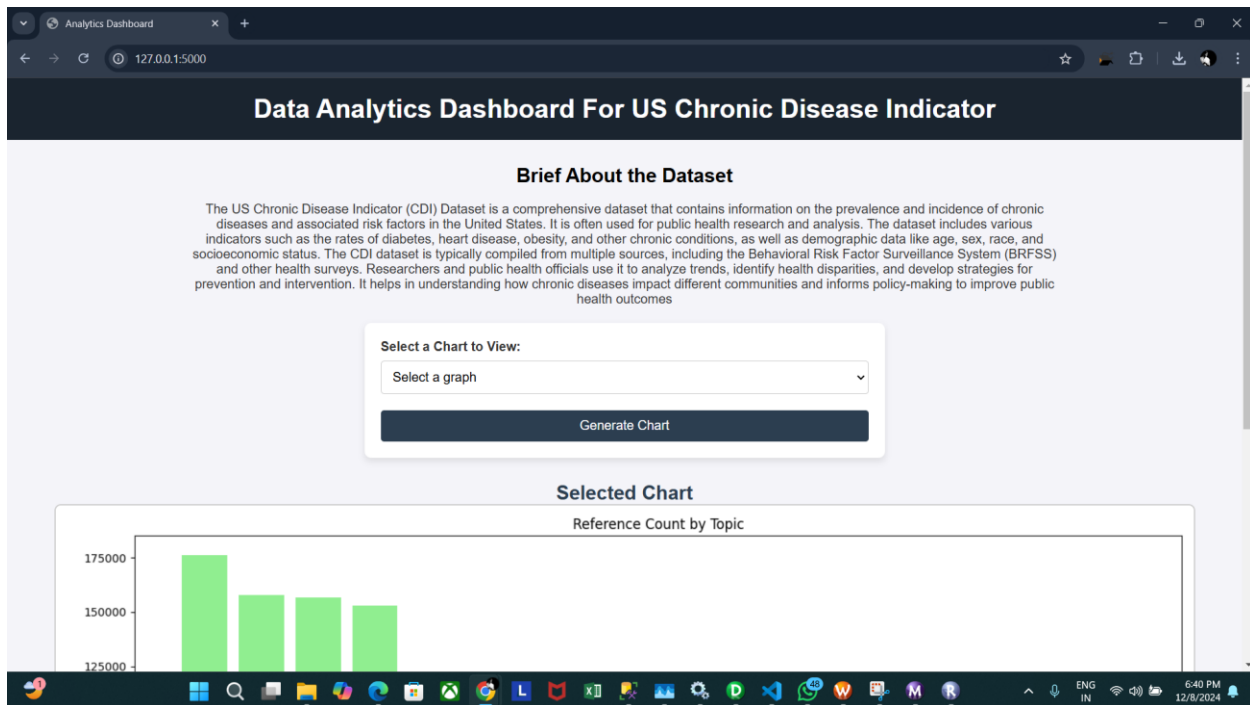 Analytics Dashboard
127.0.0.1:5000
Data Analytics Dashboard For US Chronic Disease Indicator
Brief About the Dataset
The US Chronic Disease Indicator (CDI) Dataset is a comprehensive dataset that contains information on the prevalence and incidence of chronic
diseases and associated risk factors in the United States. It is often used for public health research and analysis. The dataset includes various
indicators such as the rates of diabetes, heart disease, obesity, and other chronic conditions, as well as demographic data like age, sex, race, and
socioeconomic status. The CDI dataset is typically compiled from multiple sources, including the Behavioral Risk Factor Surveillance System (BRFSS)
and other health surveys. Researchers and public health officials use it to analyze trends, identify health disparities, and develop strategies for
prevention and intervention. It helps in understanding how chronic diseases impact different communities and informs policy-making to improve public
health outcomes
Select a Chart to View:
Select a graph
Generate Chart
Selected Chart
Reference Count by Topic
175000
150000
125000
1
L
D
48
W
M
R
ENG
IN
6:40 PM
12/8/2024